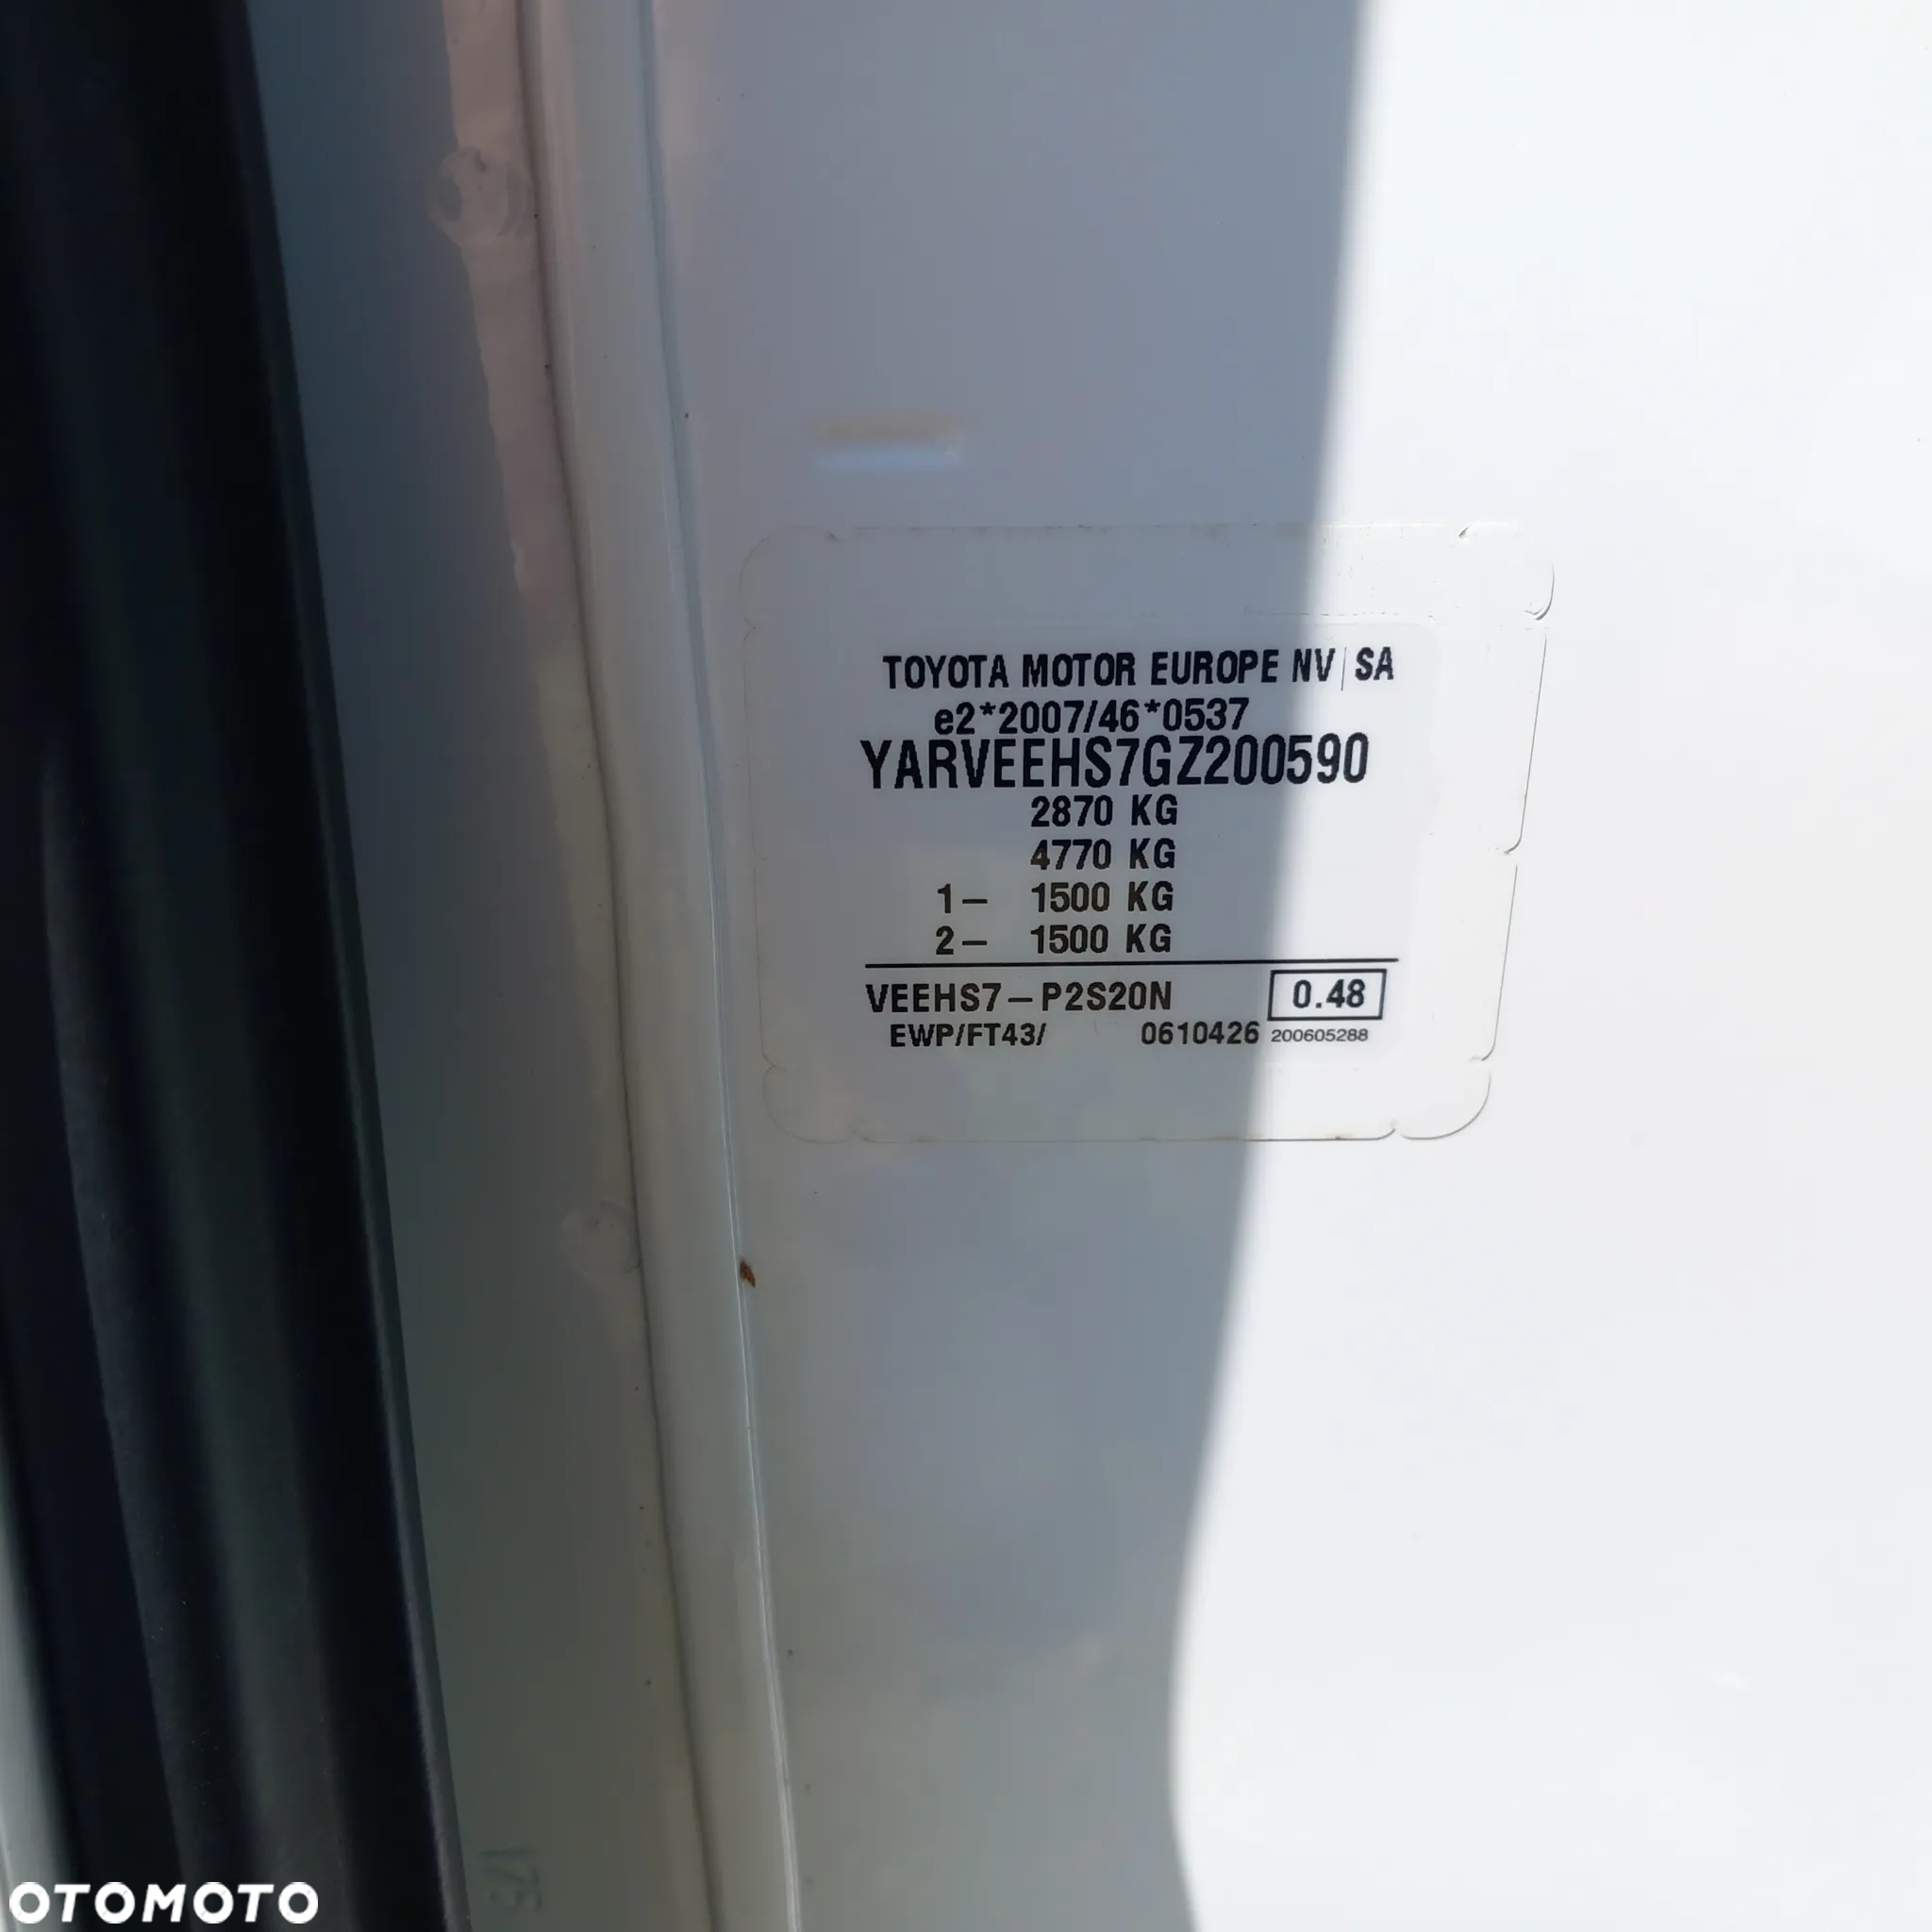 TOYOTA MOTOR EUROPE NV|SA
e2*2007/46*0537
YARVEEHS7GZ200590
2870 KG
4770 KG
1– 1500 KG
2– 1500 KG
VEEHS7–P2S20N 0.48
EWP/FT43/ 0610426 200605288
OTOMOTO